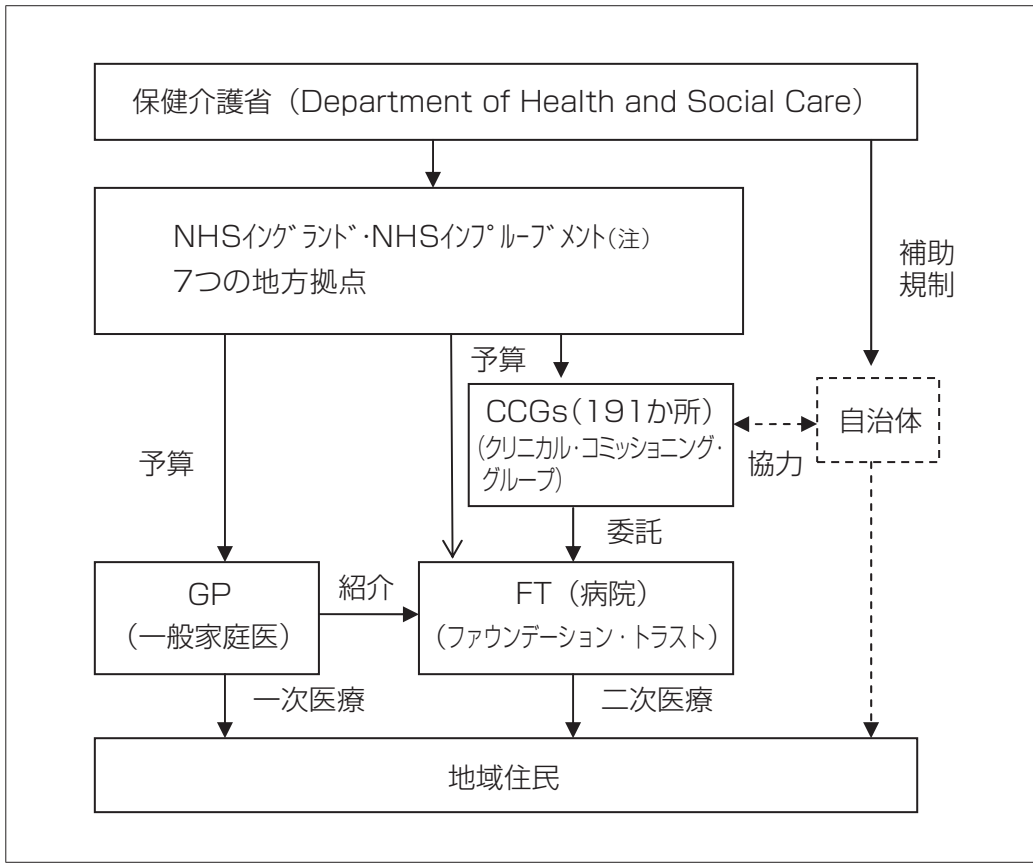 保健介護省（Department of Health and Social Care）
NHSｲﾝｸﾞﾗﾝﾄﾞ・NHSｲﾝﾌﾟﾙｰﾌﾞﾒﾝﾄ（注）
7つの地方拠点
補助
規制
予算
CCGs（191か所）
（クリニカル・コミッショニング・
グループ）
自治体
協力
予算
委託
GP
（一般家庭医）
紹介
FT（病院）
（ファウンデーション・トラスト）
一次医療
二次医療
地域住民